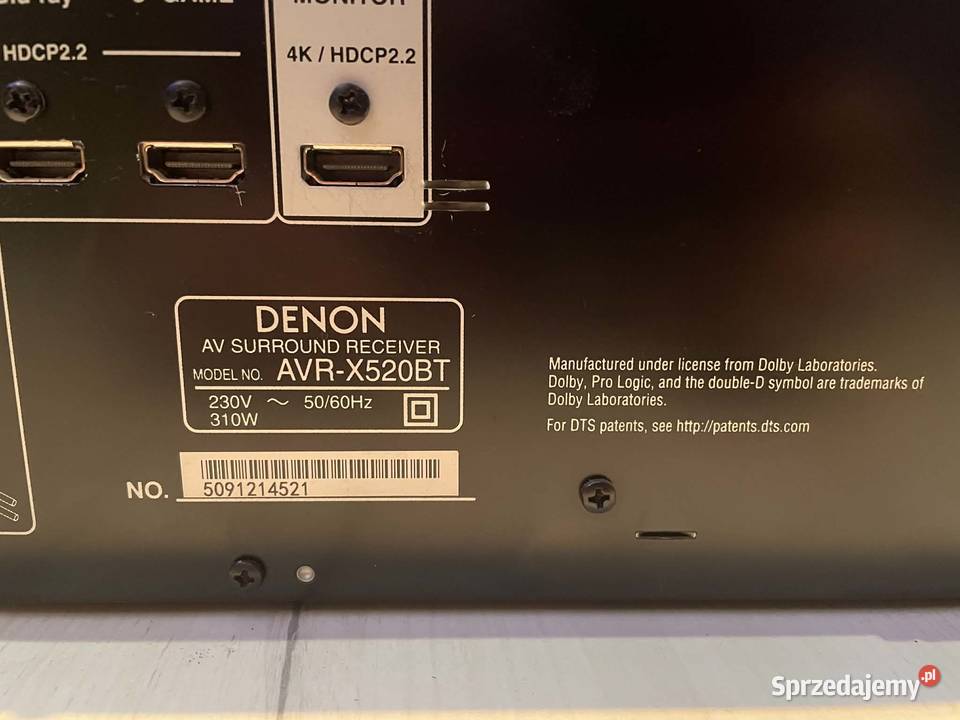 HDCP2.2
4K / HDCP2.2
DENON
AV SURROUND RECEIVER
MODEL NO. AVR-X520BT
230V ~ 50/60Hz
310W
NO. 5091214521
Manufactured under license from Dolby Laboratories.
Dolby, Pro Logic, and the double-D symbol are trademarks of
Dolby Laboratories.
For DTS patents, see http://patents.dts.com
Sprzedajemy.pl